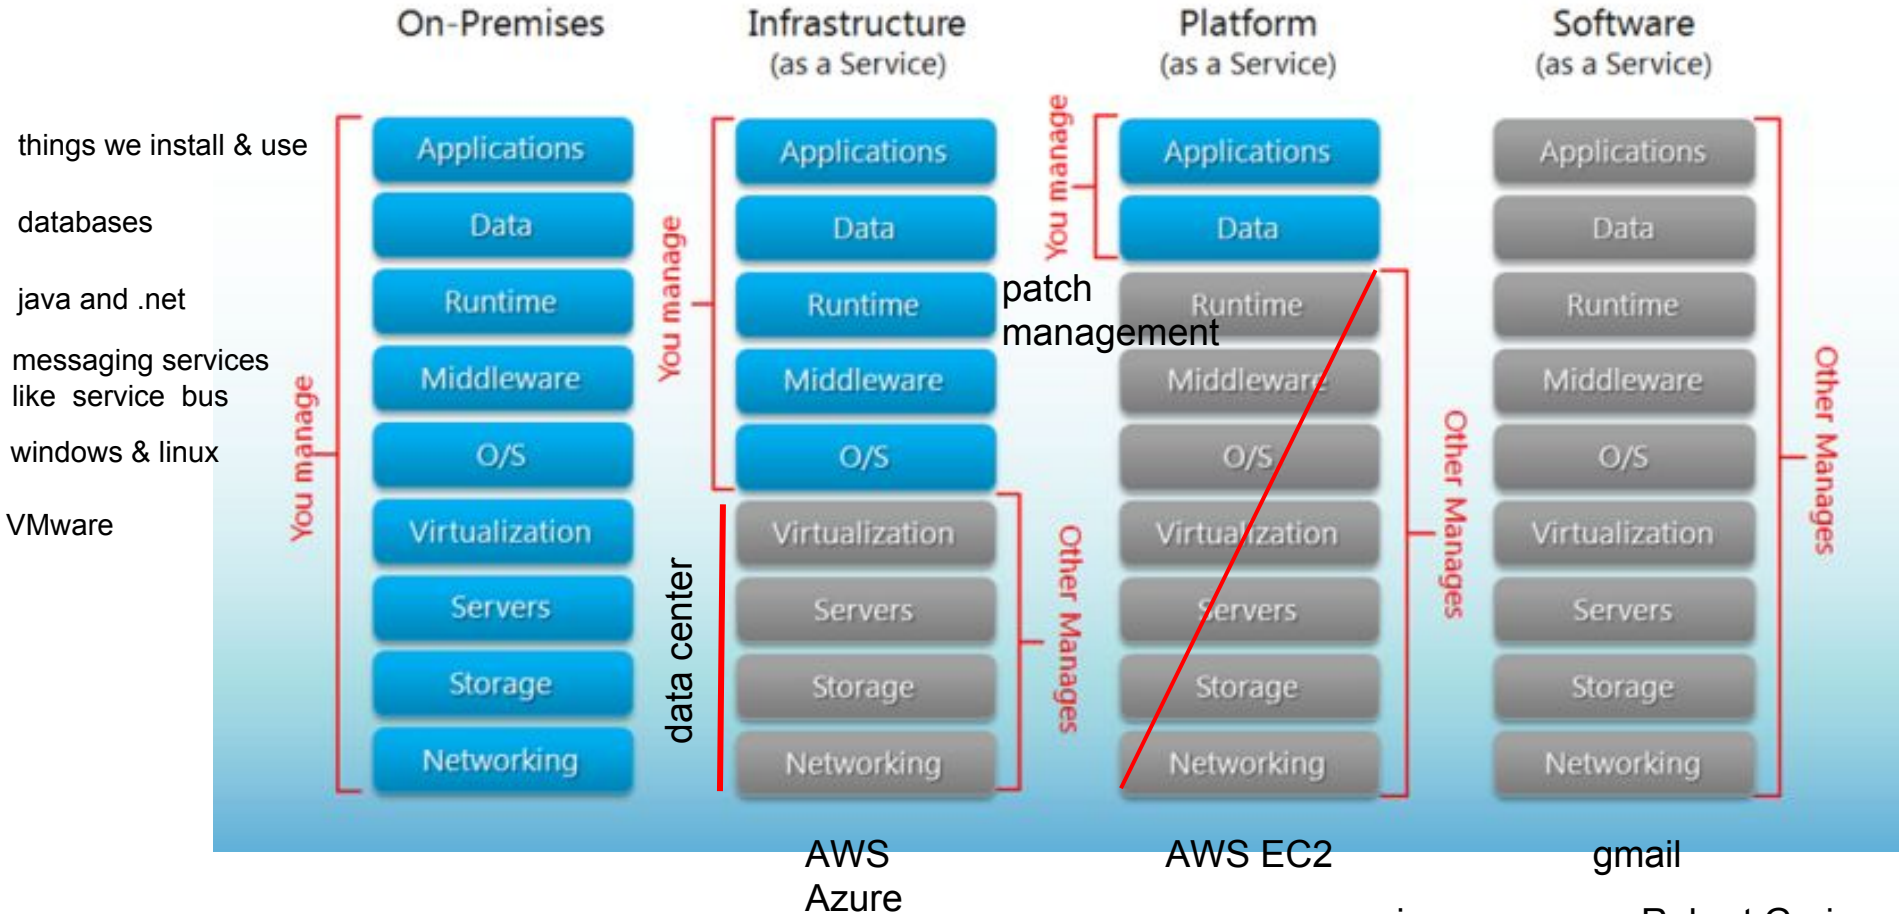 On-Premises
Infrastructure
(as a Service)
Platform
(as a Service)
Software
(as a Service)
things we install & use
databases
java and .net
messaging services
like service bus
windows & linux
VMware
You manage
Applications
Data
Runtime
Middleware
O/S
Virtualization
Servers
Storage
Networking
You manage
data center
Applications
Data
Runtime
Middleware
O/S
Virtualization
Servers
Storage
Networking
Other Manages
patch
management
You manage
Applications
Data
Runtime
Middleware
O/S
Virtualization
Servers
Storage
Networking
Other Manages
Applications
Data
Runtime
Middleware
O/S
Virtualization
Servers
Storage
Networking
Other Manages
AWS
Azure
AWS EC2
gmail